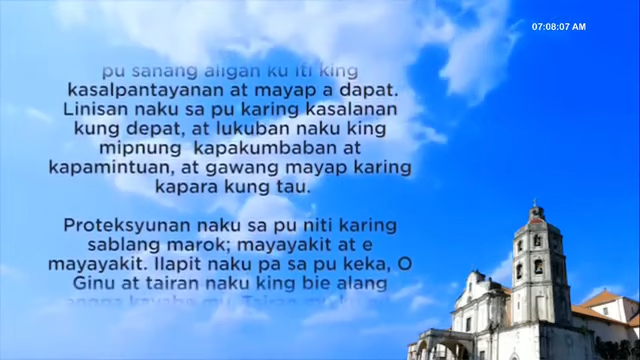 07:08:07 AM
pu sanang aligan ku iti king
kasalpantayanan at mayap a dapat.
Linisan naku sa pu karing kasalanan
kung depat, at lukuban naku king
mipnung kapakumbaban at
kapamintuan, at gawang mayap karing
kapara kung tau.
Proteksyunan naku sa pu niti karing
sablang marok; mayayakit at e
mayayakit. Ilapit naku pa sa pu keka, O
Ginu at tairan naku king bie alang